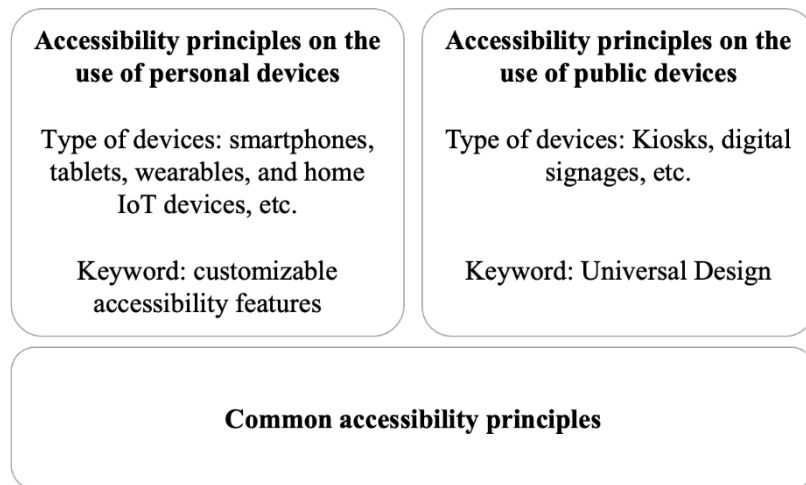 Accessibility principles on the
use of personal devices
Type of devices: smartphones,
tablets, wearables, and home
IoT devices, etc.
Keyword: customizable
accessibility features
Accessibility principles on the
use of public devices
Type of devices: Kiosks, digital
signages, etc.
Keyword: Universal Design
Common accessibility principles